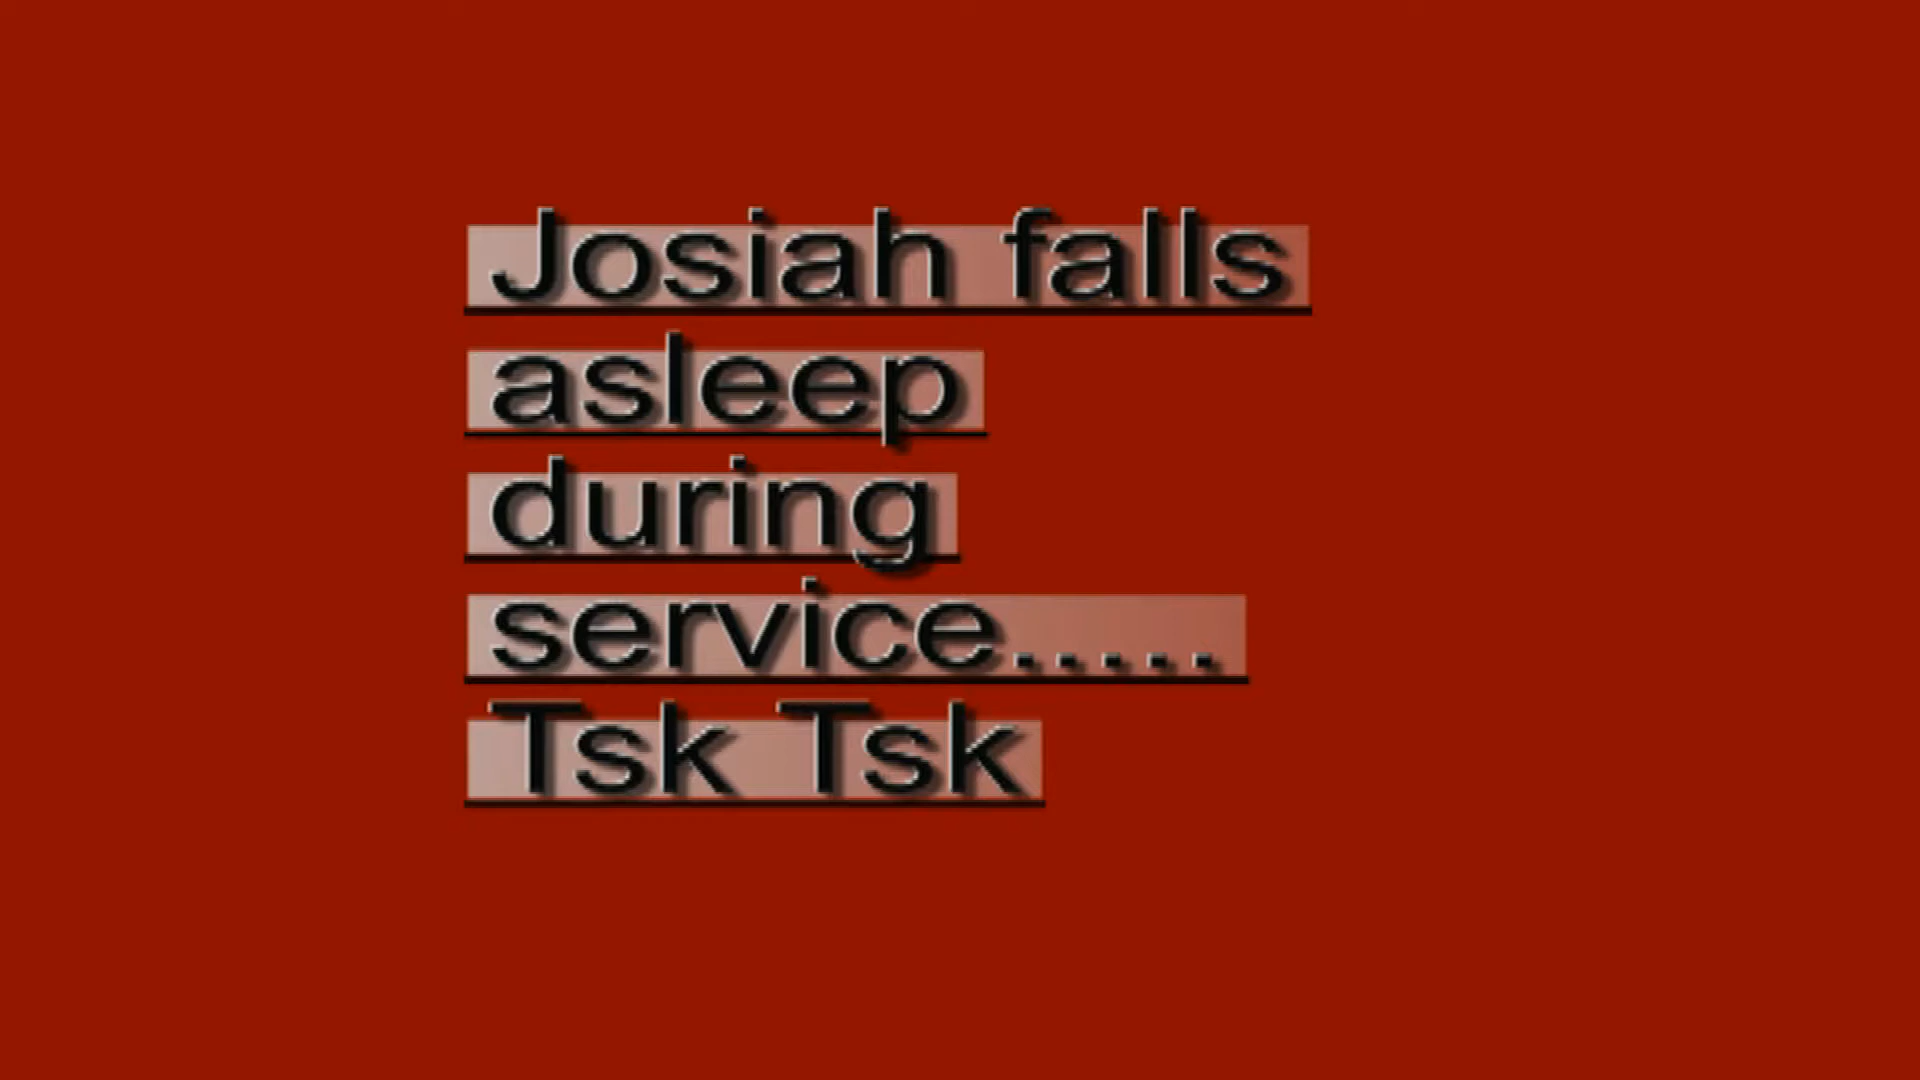 Josiah falls
asleep
during
service.....
Tsk Tsk